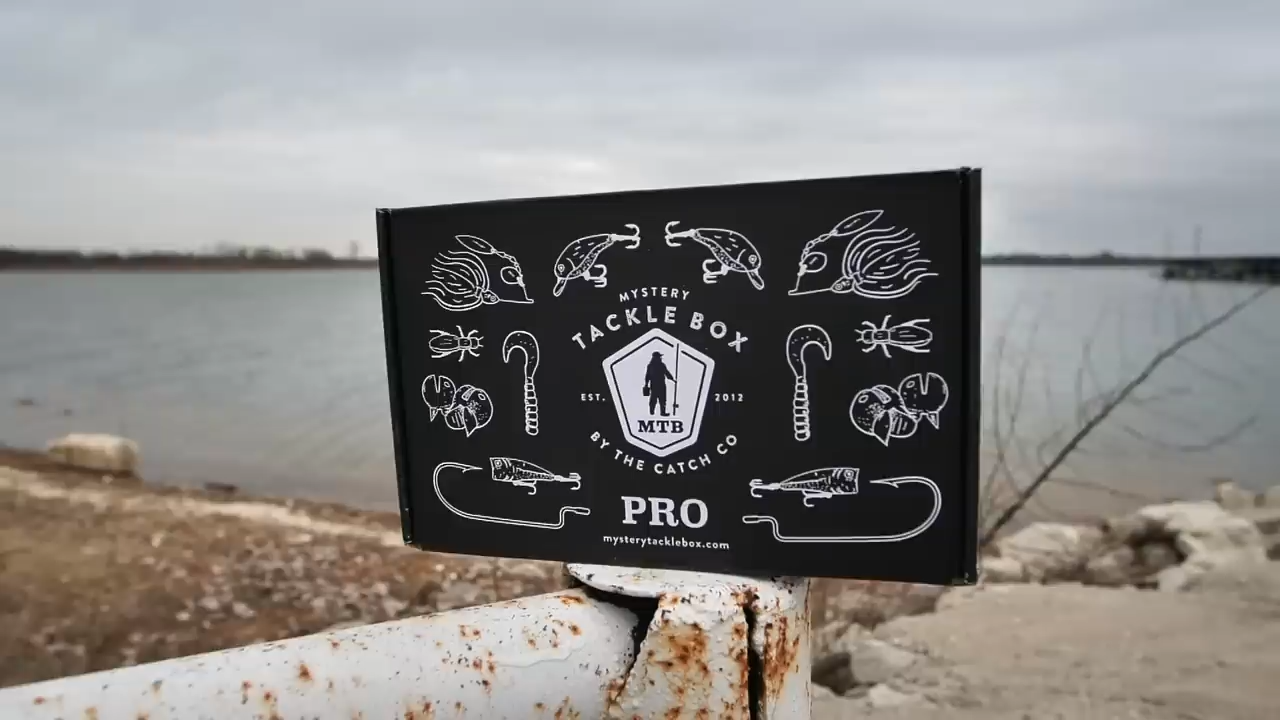 MYSTERY
TACKLE BOX
EST. 2012
MTB
BY THE CATCH CO
PRO
mysterytacklebox.com